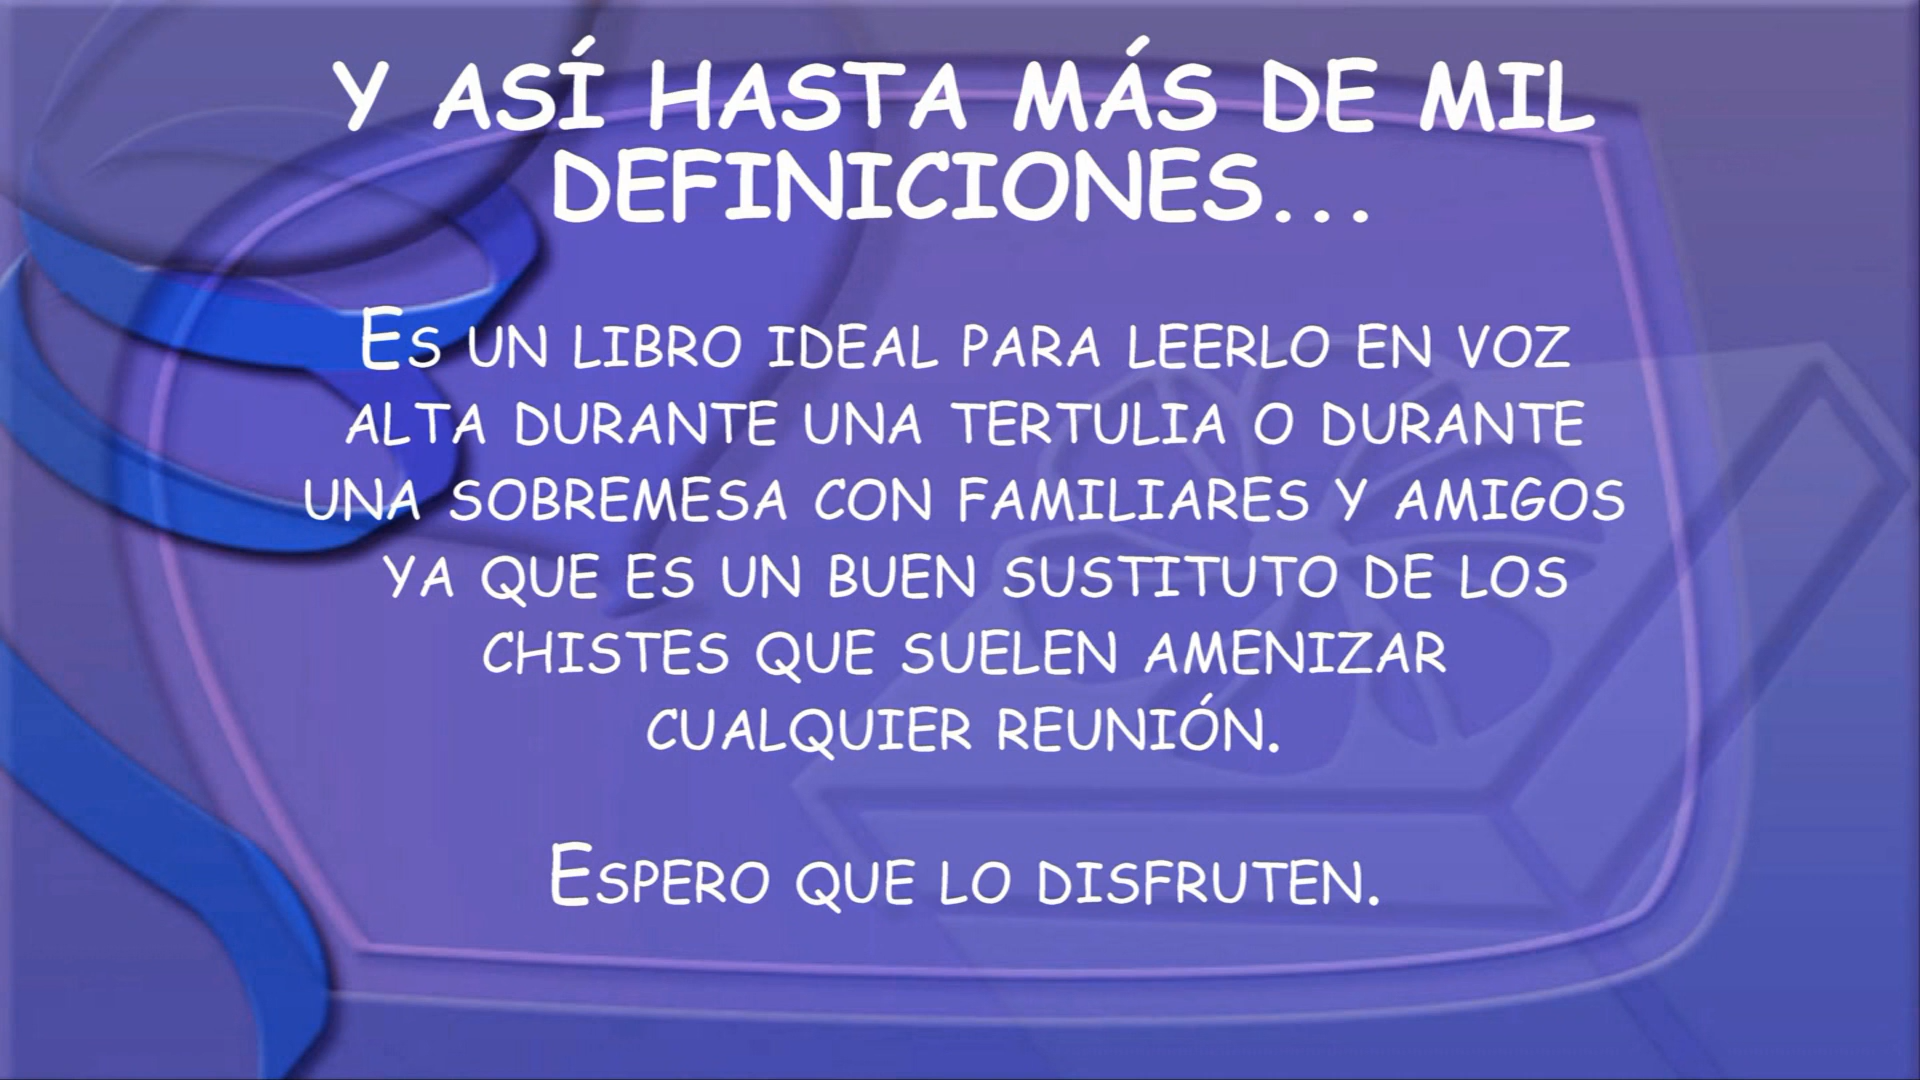 Y ASÍ HASTA MÁS DE MIL
DEFINICIONES...
ES UN LIBRO IDEAL PARA LEERLO EN VOZ
ALTA DURANTE UNA TERTULIA O DURANTE
UNA SOBREMESA CON FAMILIARES Y AMIGOS
YA QUE ES UN BUEN SUSTITUTO DE LOS
CHISTES QUE SUELEN AMENIZAR
CUALQUIER REUNIÓN.
ESPERO QUE LO DISFRUTEN.